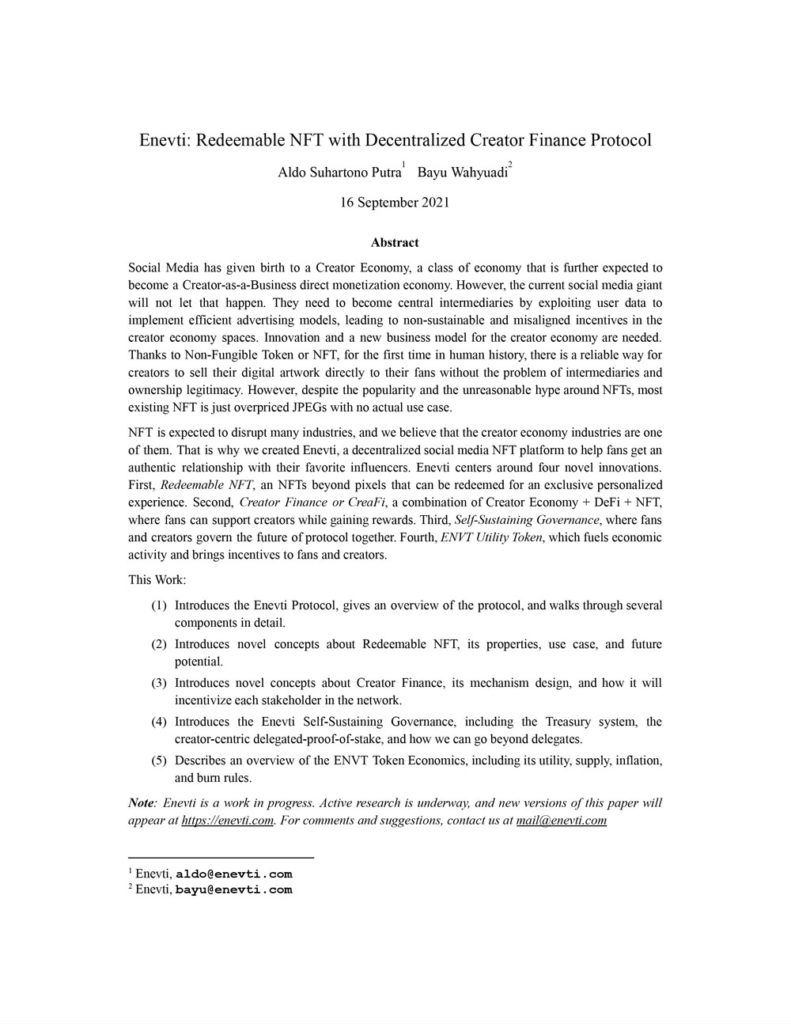 Enevti: Redeemable NFT with Decentralized Creator Finance Protocol
Aldo Suhartono Putra1 Bayu Wahyuadi2
16 September 2021
Abstract
Social Media has given birth to a Creator Economy, a class of economy that is further expected to
become a Creator-as-a-Business direct monetization economy. However, the current social media giant
will not let that happen. They need to become central intermediaries by exploiting user data to
implement efficient advertising models, leading to non-sustainable and misaligned incentives in the
creator economy spaces. Innovation and a new business model for the creator economy are needed.
Thanks to Non-Fungible Token or NFT, for the first time in human history, there is a reliable way for
creators to sell their digital artwork directly to their fans without the problem of intermediaries and
ownership legitimacy. However, despite the popularity and the unreasonable hype around NFTs, most
existing NFT is just overpriced JPEGs with no actual use case.
NFT is expected to disrupt many industries, and we believe that the creator economy industries are one
of them. That is why we created Enevti, a decentralized social media NFT platform to help fans get an
authentic relationship with their favorite influencers. Enevti centers around four novel innovations.
First, Redeemable NFT, an NFTs beyond pixels that can be redeemed for an exclusive personalized
experience. Second, Creator Finance or CreaFi, a combination of Creator Economy + DeFi + NFT,
where fans can support creators while gaining rewards. Third, Self-Sustaining Governance, where fans
and creators govern the future of protocol together. Fourth, ENVT Utility Token, which fuels economic
activity and brings incentives to fans and creators.
This Work:
(1) Introduces the Enevti Protocol, gives an overview of the protocol, and walks through several
components in detail.
(2) Introduces novel concepts about Redeemable NFT, its properties, use case, and future
potential.
(3) Introduces novel concepts about Creator Finance, its mechanism design, and how it will
incentivize each stakeholder in the network.
(4) Introduces the Enevti Self-Sustaining Governance, including the Treasury system, the
creator-centric delegated-proof-of-stake, and how we can go beyond delegates.
(5) Describes an overview of the ENVT Token Economics, including its utility, supply, inflation,
and burn rules.
Note: Enevti is a work in progress. Active research is underway, and new versions of this paper will
appear at https://enevti.com. For comments and suggestions, contact us at mail@enevti.com
1 Enevti, aldo@enevti.com
2 Enevti, bayu@enevti.com